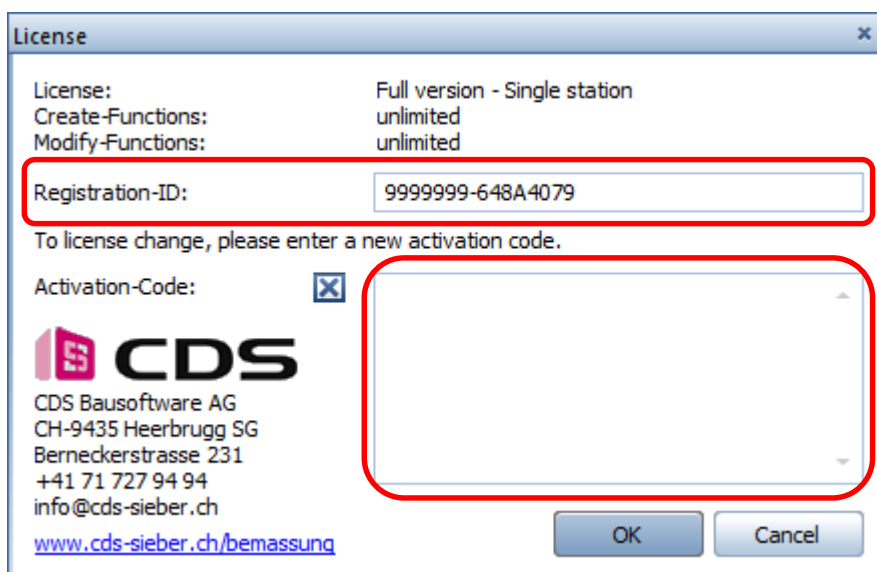 License
License: Full version - Single station
Create-Functions: unlimited
Modify-Functions: unlimited
Registration-ID: 9999999-648A4079
To license change, please enter a new activation code.
Activation-Code:
CDS
CDS Bausoftware AG
CH-9435 Heerbrugg SG
Berneckerstrasse 231
+41 71 727 94 94
info@cds-sieber.ch
www.cds-sieber.ch/bemassung
OK Cancel